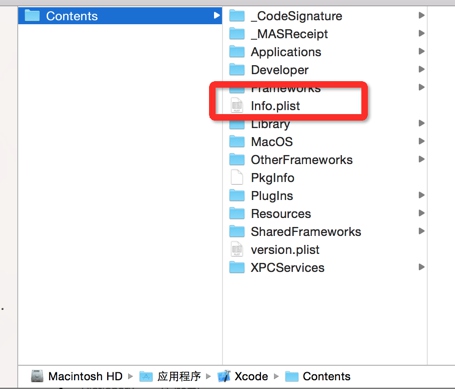 Contents
_CodeSignature
_MASReceipt
Applications
Developer
Frameworks
Info.plist
Library
MacOS
OtherFrameworks
PkgInfo
PlugIns
Resources
SharedFrameworks
version.plist
XPCServices
Macintosh HD 应用程序 Xcode Contents